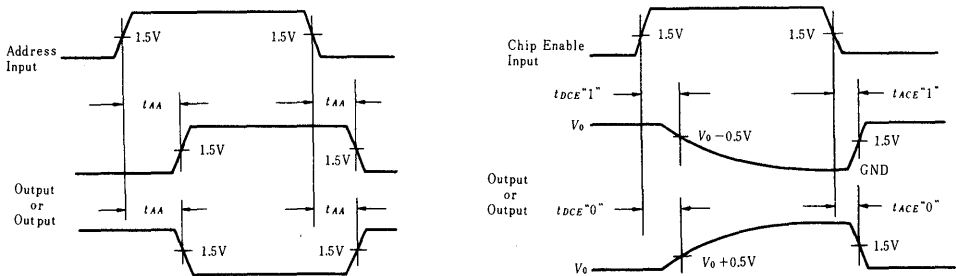 Address
Input
1.5V
1.5V
tAA
tAA
1.5V
1.5V
Output
or
Output
tAA
tAA
1.5V
1.5V
Chip Enable
Input
1.5V
1.5V
tDCE"1"
tACE"1"
V0
V0−0.5V
1.5V
GND
Output
or
Output
tDCE"0"
tACE"0"
V0
V0+0.5V
1.5V